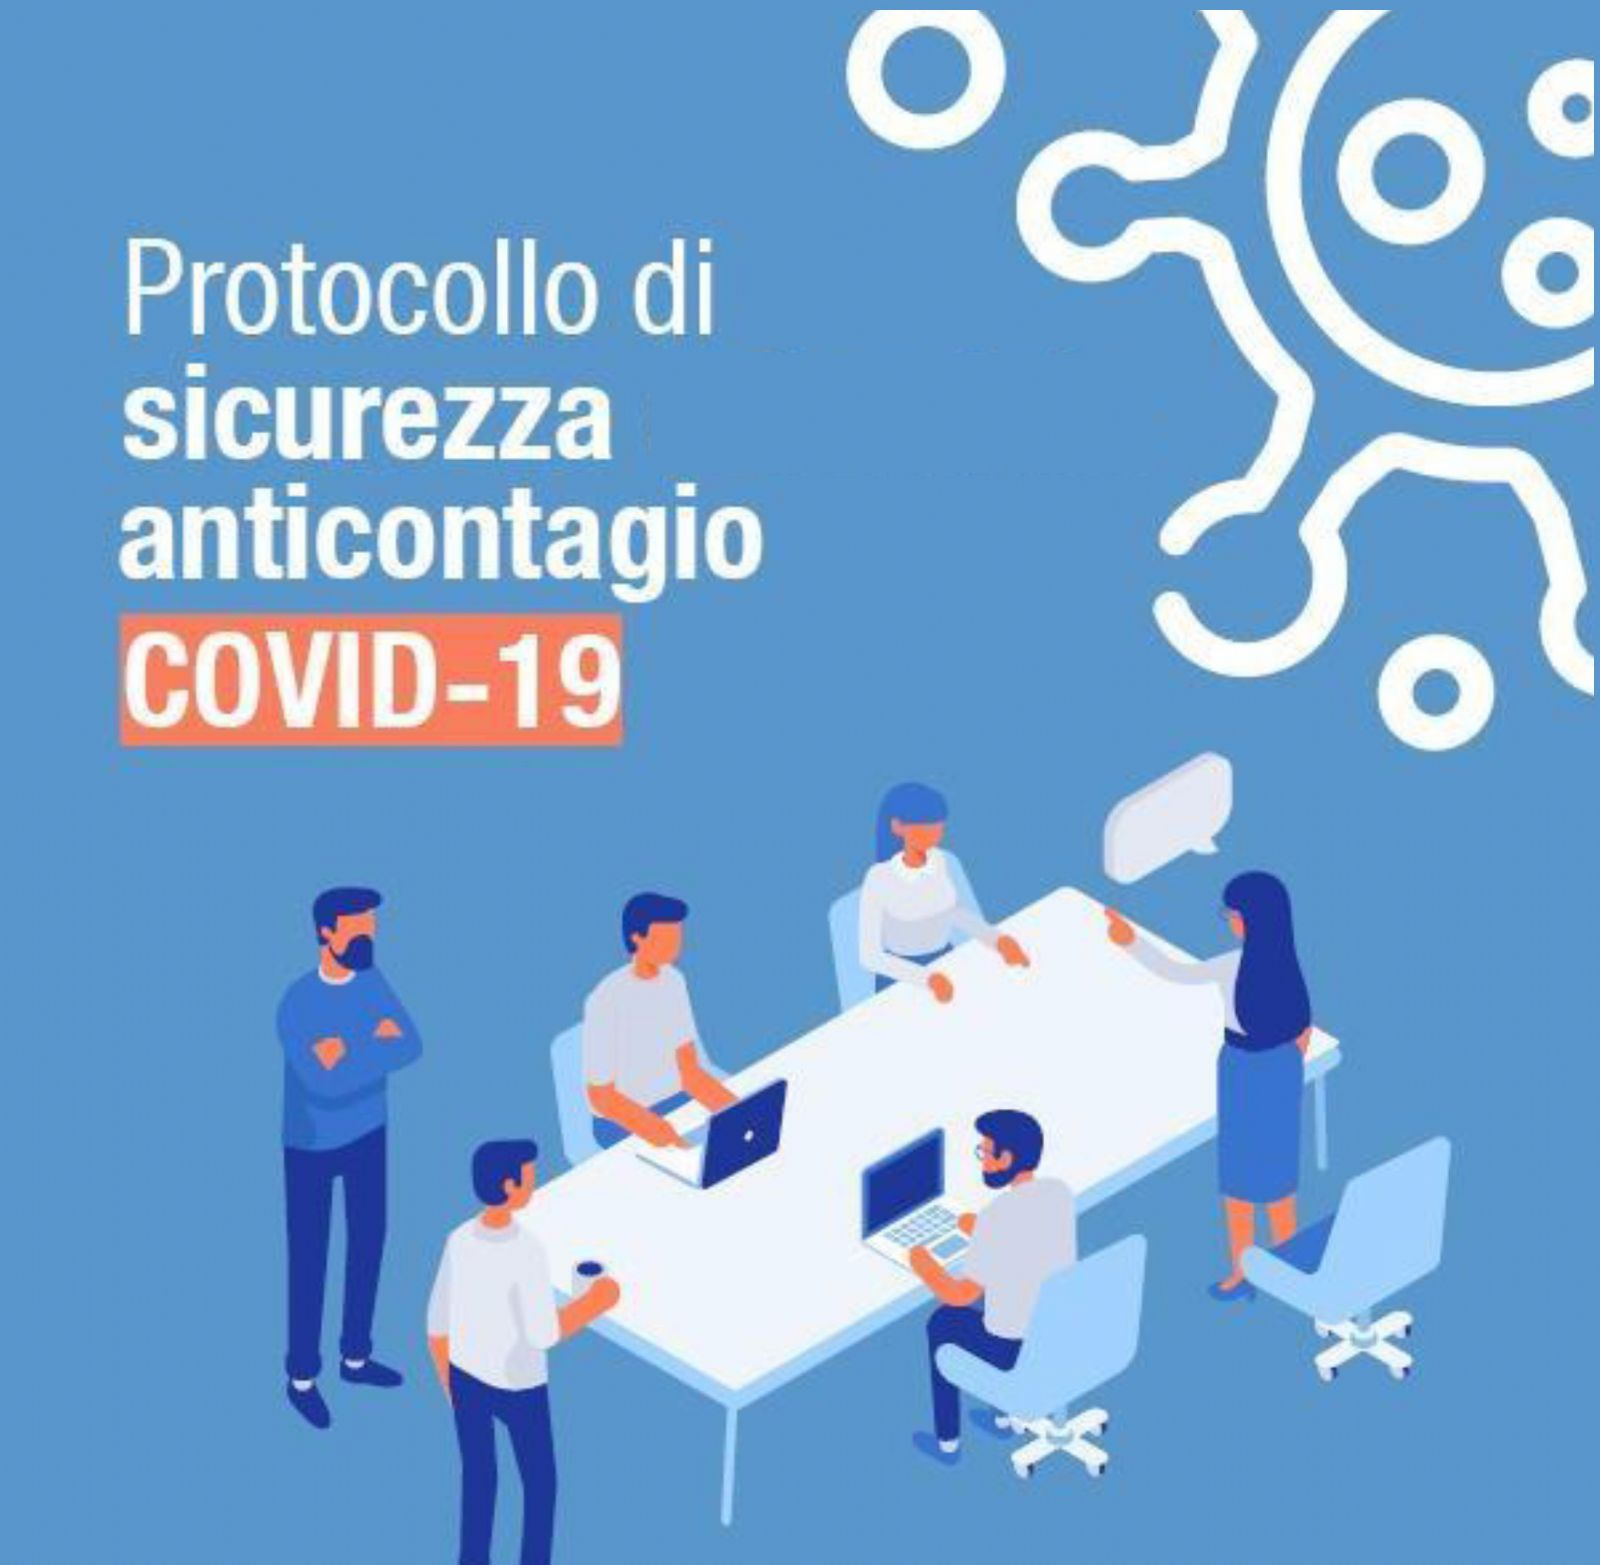 Protocollo di
sicurezza
anticontagio
COVID-19